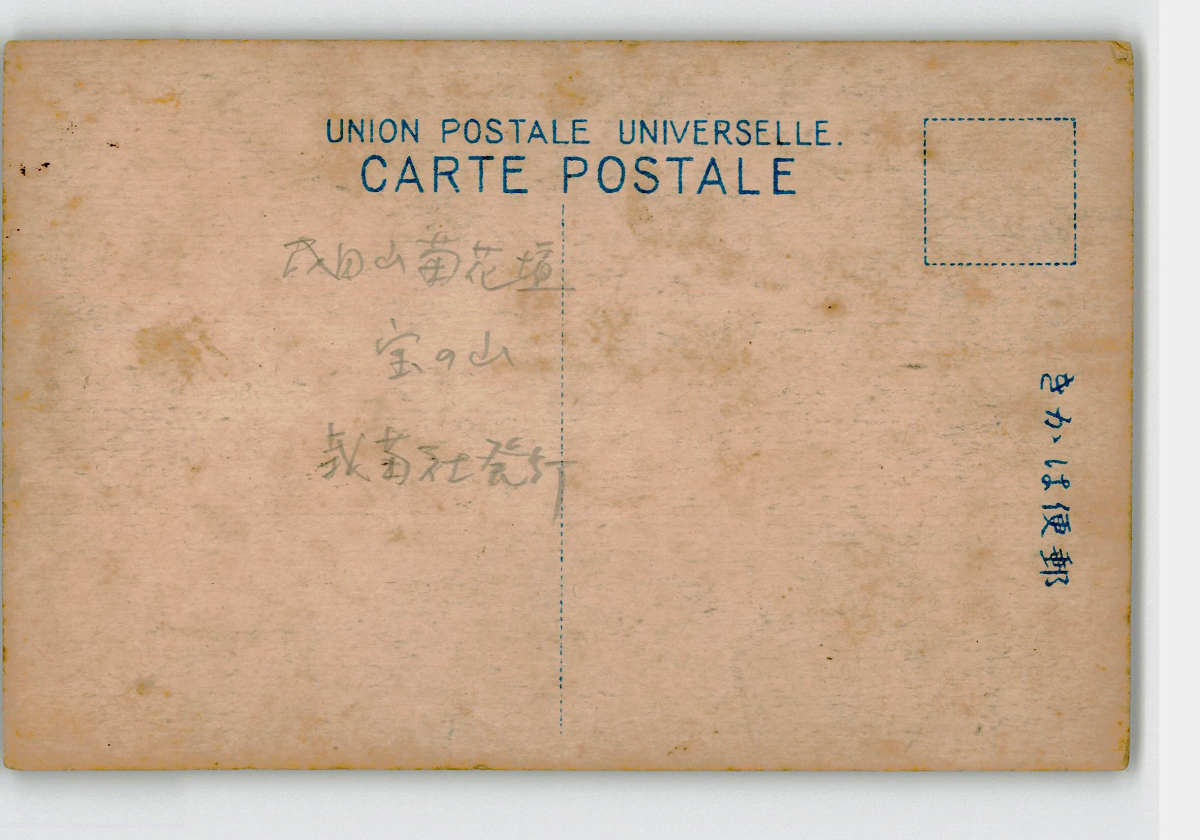 UNION POSTALE UNIVERSELLE.
CARTE POSTALE
茂田山菊花壇
宝の山
菊社発行
きかは便郵